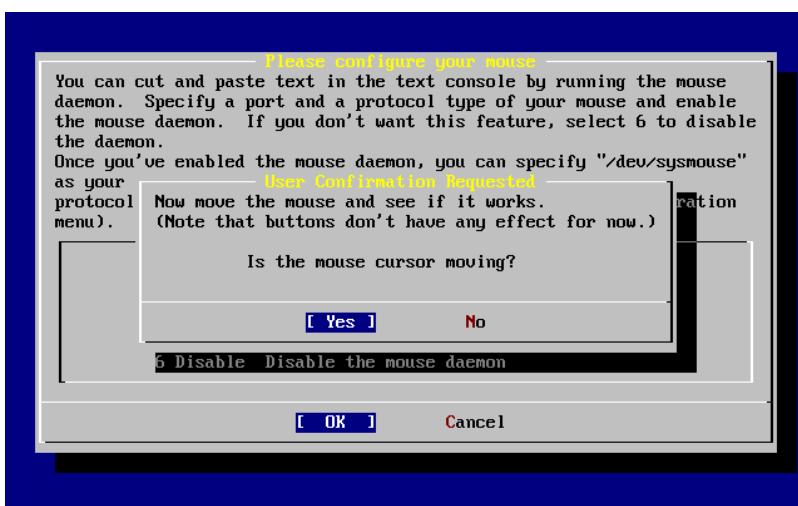 Please configure your mouse
You can cut and paste text in the text console by running the mouse
daemon. Specify a port and a protocol type of your mouse and enable
the mouse daemon. If you don't want this feature, select 6 to disable
the daemon.
Once you've enabled the mouse daemon, you can specify "/dev/sysmouse"
as your
User Confirmation Requested
protocol
ration
menu).
Now move the mouse and see if it works.
(Note that buttons don't have any effect for now.)
Is the mouse cursor moving?
[ Yes ] No
6 Disable Disable the mouse daemon
[ OK ] Cancel